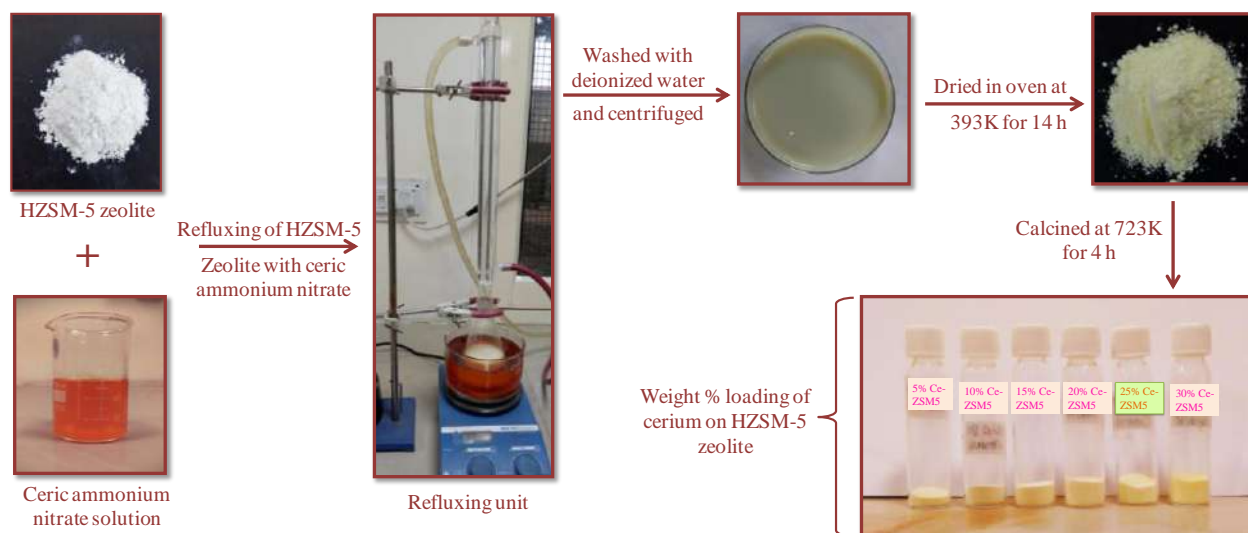 HZSM-5 zeolite
+
Ceric ammonium
nitrate solution
Refluxing of HZSM-5
Zeolite with ceric
ammonium nitrate
Refluxing unit
Washed with
deionized water
and centrifuged
Dried in oven at
393K for 14 h
Calcined at 723K
for 4 h
Weight % loading of
cerium on HZSM-5
zeolite
5% Ce-
ZSM5
10% Ce-
ZSM5
15% Ce-
ZSM5
20% Ce-
ZSM5
25% Ce-
ZSM5
30% Ce-
ZSM5